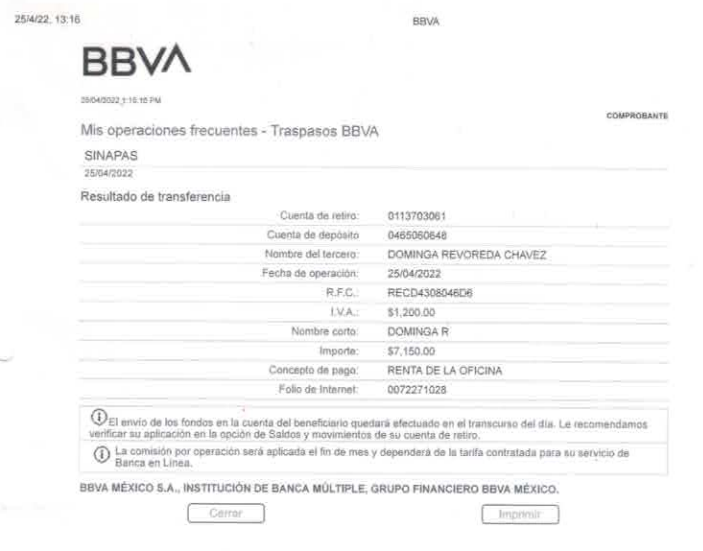 25/4/22, 13:16 BBVA
BBVA
25/04/2022 1:16:16 PM
COMPROBANTE
Mis operaciones frecuentes - Traspasos BBVA
SINAPAS
25/04/2022
Resultado de transferencia
Cuenta de retiro: 0113703061
Cuenta de depósito 0465060648
Nombre del tercero: DOMINGA REVOREDA CHAVEZ
Fecha de operación: 25/04/2022
R.F.C.: RECD4308046D6
I.V.A.: $1,200.00
Nombre corto: DOMINGA R
Importe: $7,150.00
Concepto de pago: RENTA DE LA OFICINA
Folio de Internet: 0072271028
El envío de los fondos en la cuenta del beneficiario quedará efectuado en el transcurso del día. Le recomendamos
verificar su aplicación en la opción de Saldos y movimientos de su cuenta de retiro.
La comisión por operación será aplicada el fin de mes y dependerá de la tarifa contratada para su servicio de
Banca en Línea.
BBVA MÉXICO S.A., INSTITUCIÓN DE BANCA MÚLTIPLE, GRUPO FINANCIERO BBVA MÉXICO.
Cerrar Imprimir